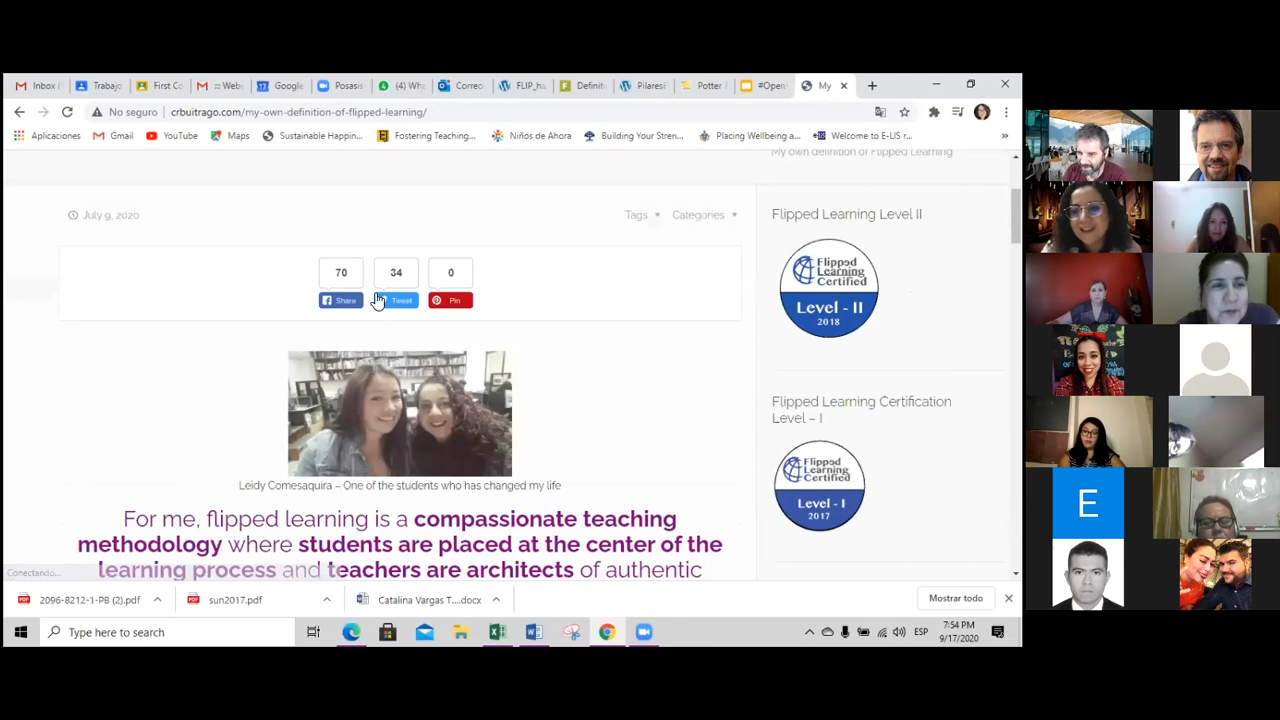 Inbox (
Trabajo
First Co
::: Webs
Google
Posasis
(4) Wh
Correo
FLIP_ha
Definiti
PilaresF
Potter F
#Open
My
No seguro
crbuitrago.com/my-own-definition-of-flipped-learning/
Aplicaciones
Gmail
YouTube
Maps
Sustainable Happin...
Fostering Teaching...
Niños de Ahora
Building Your Stren...
Placing Wellbeing a...
Welcome to E-LIS r...
»
My own definition of Flipped Learning
July 9, 2020
Tags
Categories
70
34
0
Share
Tweet
Pin
Leidy Comesaquira – One of the students who has changed my life
For me, flipped learning is a compassionate teaching
methodology where students are placed at the center of the
learning process and teachers are architects of authentic
Flipped Learning Level II
Flipped
Learning
Certified
Level - II
2018
Flipped Learning Certification
Level – I
Flipped
Learning
Certified
Level - I
2017
Conectando...
2096-8212-1-PB (2).pdf
sun2017.pdf
Catalina Vargas T....docx
Mostrar todo
Type here to search
ESP
7:54 PM
9/17/2020
E